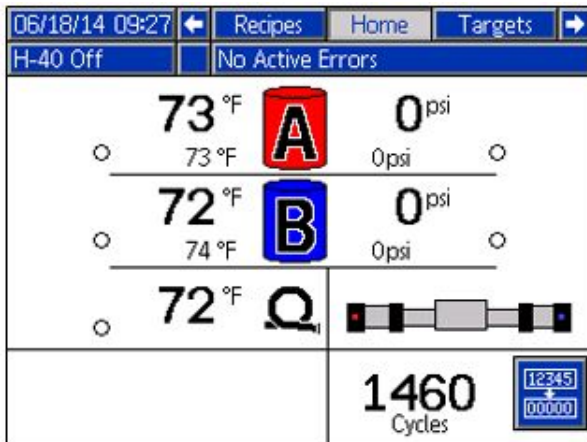 06/18/14 09:27 Recipes Home Targets
H-40 Off No Active Errors
73 °F A 0 psi
73 °F 0psi
72 °F B 0 psi
74 °F 0psi
72 °F
1460 12345
Cycles 00000